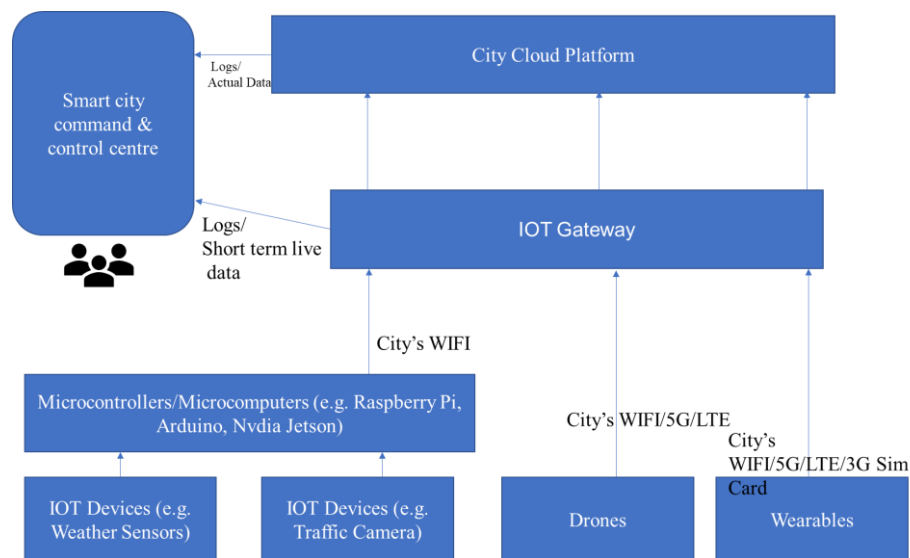 City Cloud Platform
Logs/
Actual Data
Smart city
command &
control centre
IOT Gateway
Logs/
Short term live
data
City's WIFI
Microcontrollers/Microcomputers (e.g. Raspberry Pi,
Arduino, Nvdia Jetson)
City's WIFI/5G/LTE
City's
WIFI/5G/LTE/3G Sim
Card
IOT Devices (e.g.
Weather Sensors)
IOT Devices (e.g.
Traffic Camera)
Drones
Wearables